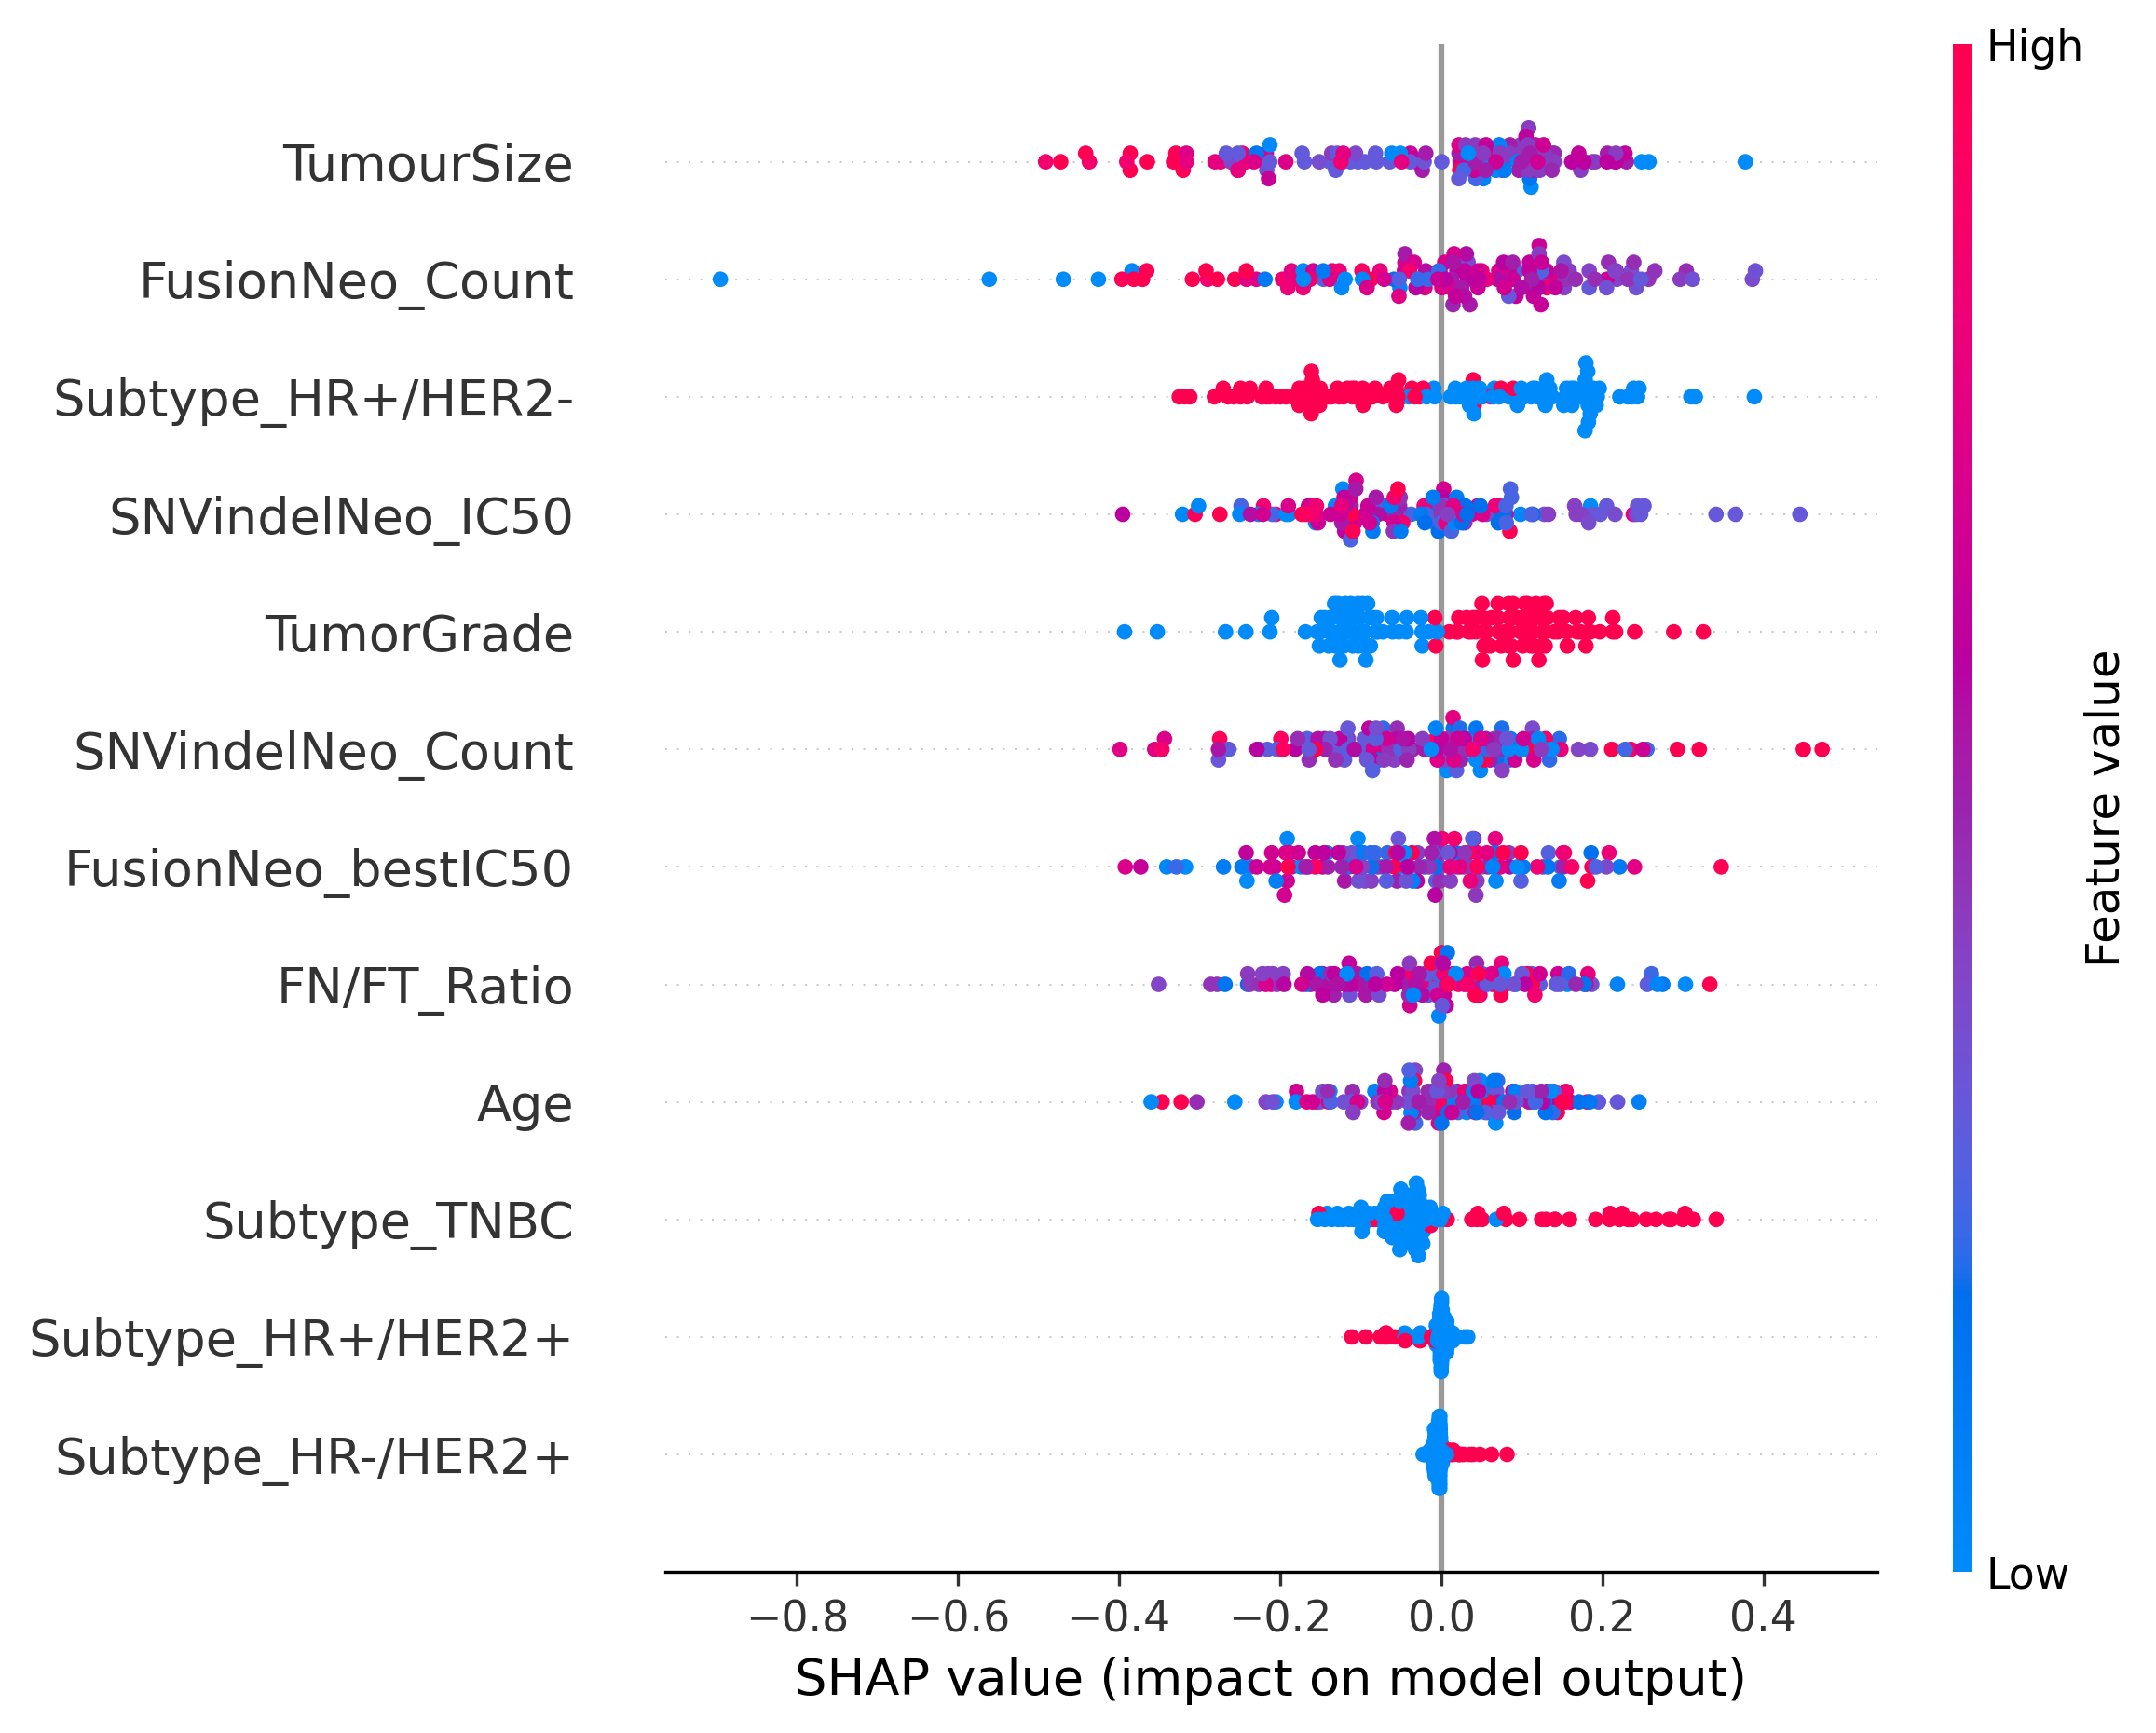 High
TumourSize
FusionNeo_Count
Subtype_HR+/HER2-
SNVindelNeo_IC50
TumorGrade
SNVindelNeo_Count
FusionNeo_bestIC50
FN/FT_Ratio
Age
Subtype_TNBC
Subtype_HR+/HER2+
Subtype_HR-/HER2+
Feature value
Low
−0.8 −0.6 −0.4 −0.2 0.0 0.2 0.4
SHAP value (impact on model output)